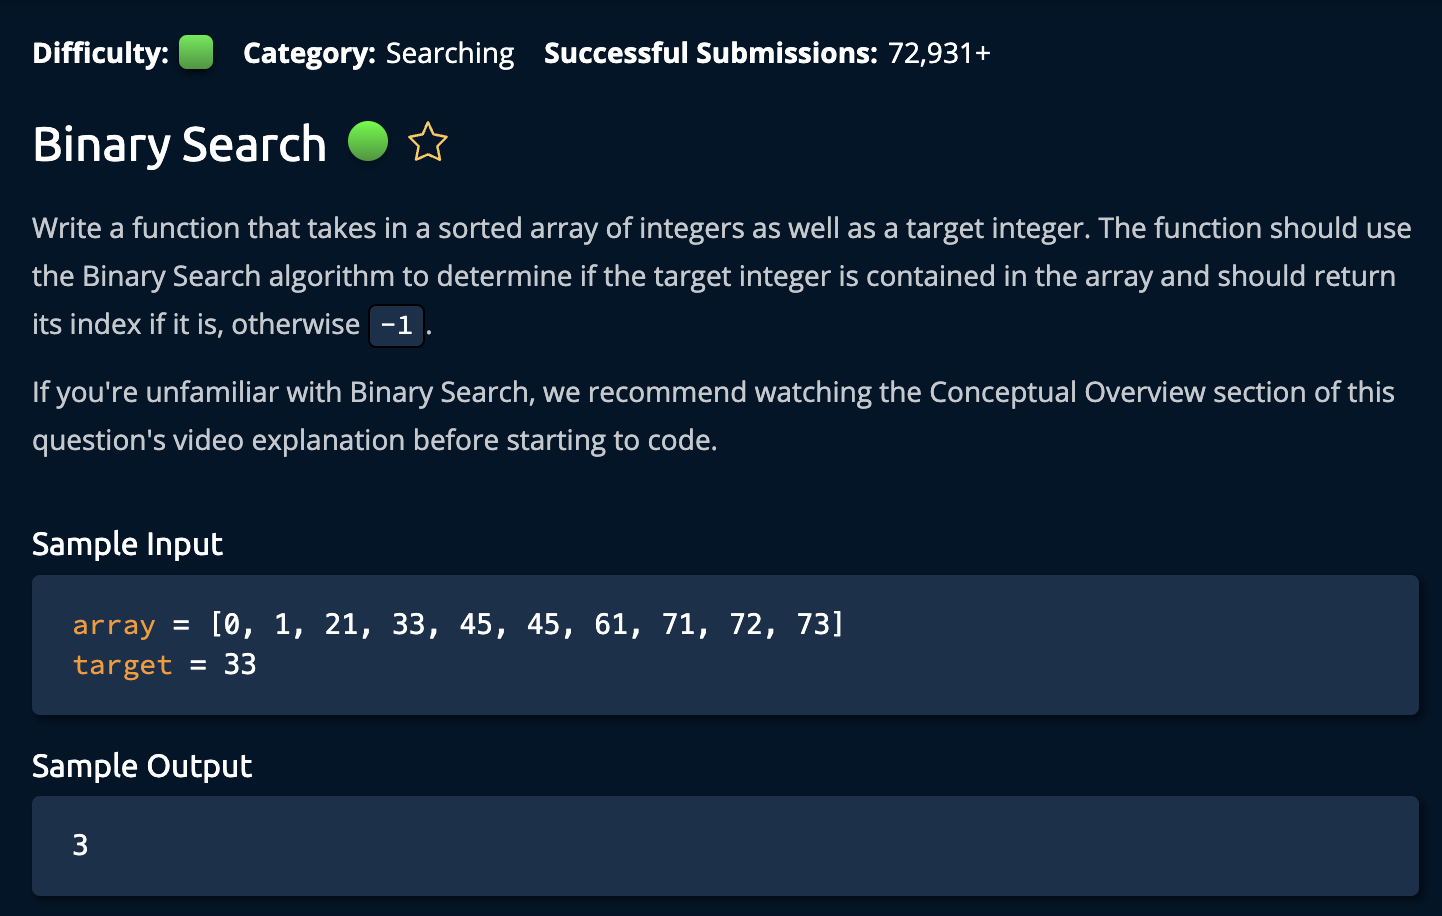 Difficulty: Category: Searching Successful Submissions: 72,931+
Binary Search
Write a function that takes in a sorted array of integers as well as a target integer. The function should use
the Binary Search algorithm to determine if the target integer is contained in the array and should return
its index if it is, otherwise -1.
If you're unfamiliar with Binary Search, we recommend watching the Conceptual Overview section of this
question's video explanation before starting to code.
Sample Input
array = [0, 1, 21, 33, 45, 45, 61, 71, 72, 73]
target = 33
Sample Output
3